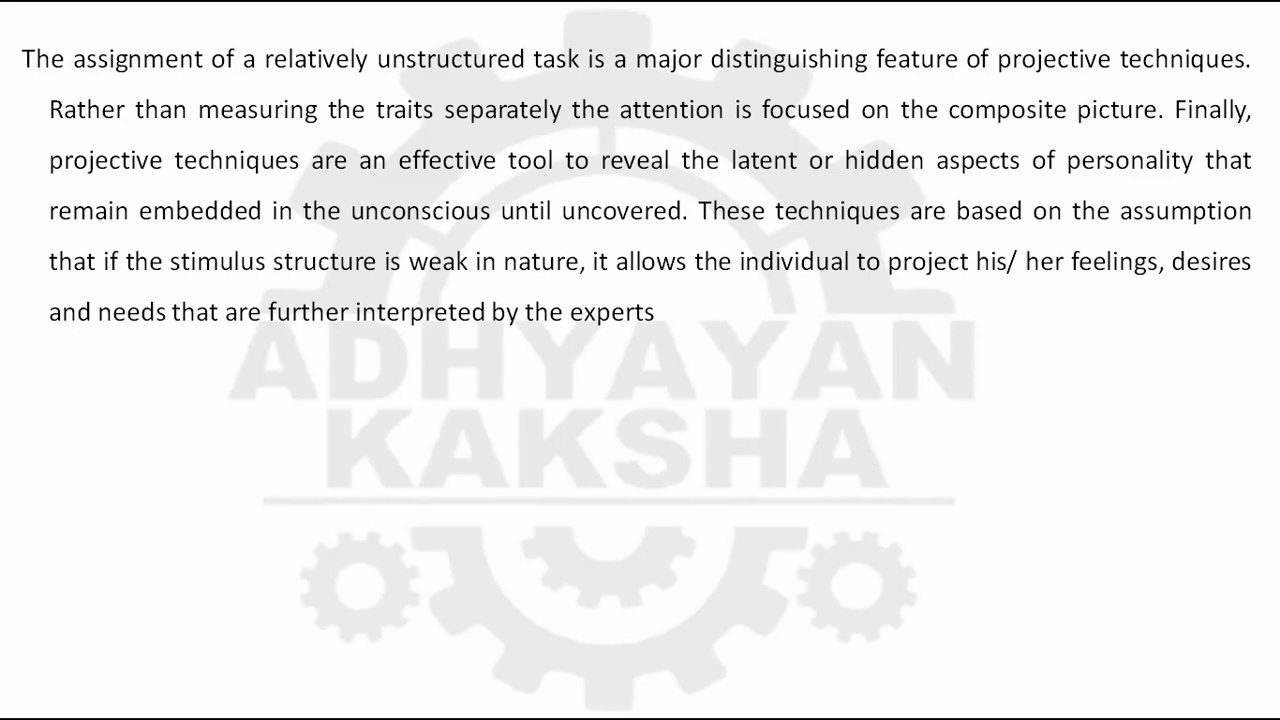 The assignment of a relatively unstructured task is a major distinguishing feature of projective techniques.
Rather than measuring the traits separately the attention is focused on the composite picture. Finally,
projective techniques are an effective tool to reveal the latent or hidden aspects of personality that
remain embedded in the unconscious until uncovered. These techniques are based on the assumption
that if the stimulus structure is weak in nature, it allows the individual to project his/ her feelings, desires
and needs that are further interpreted by the experts
ADHYAYAN
KAKSHA